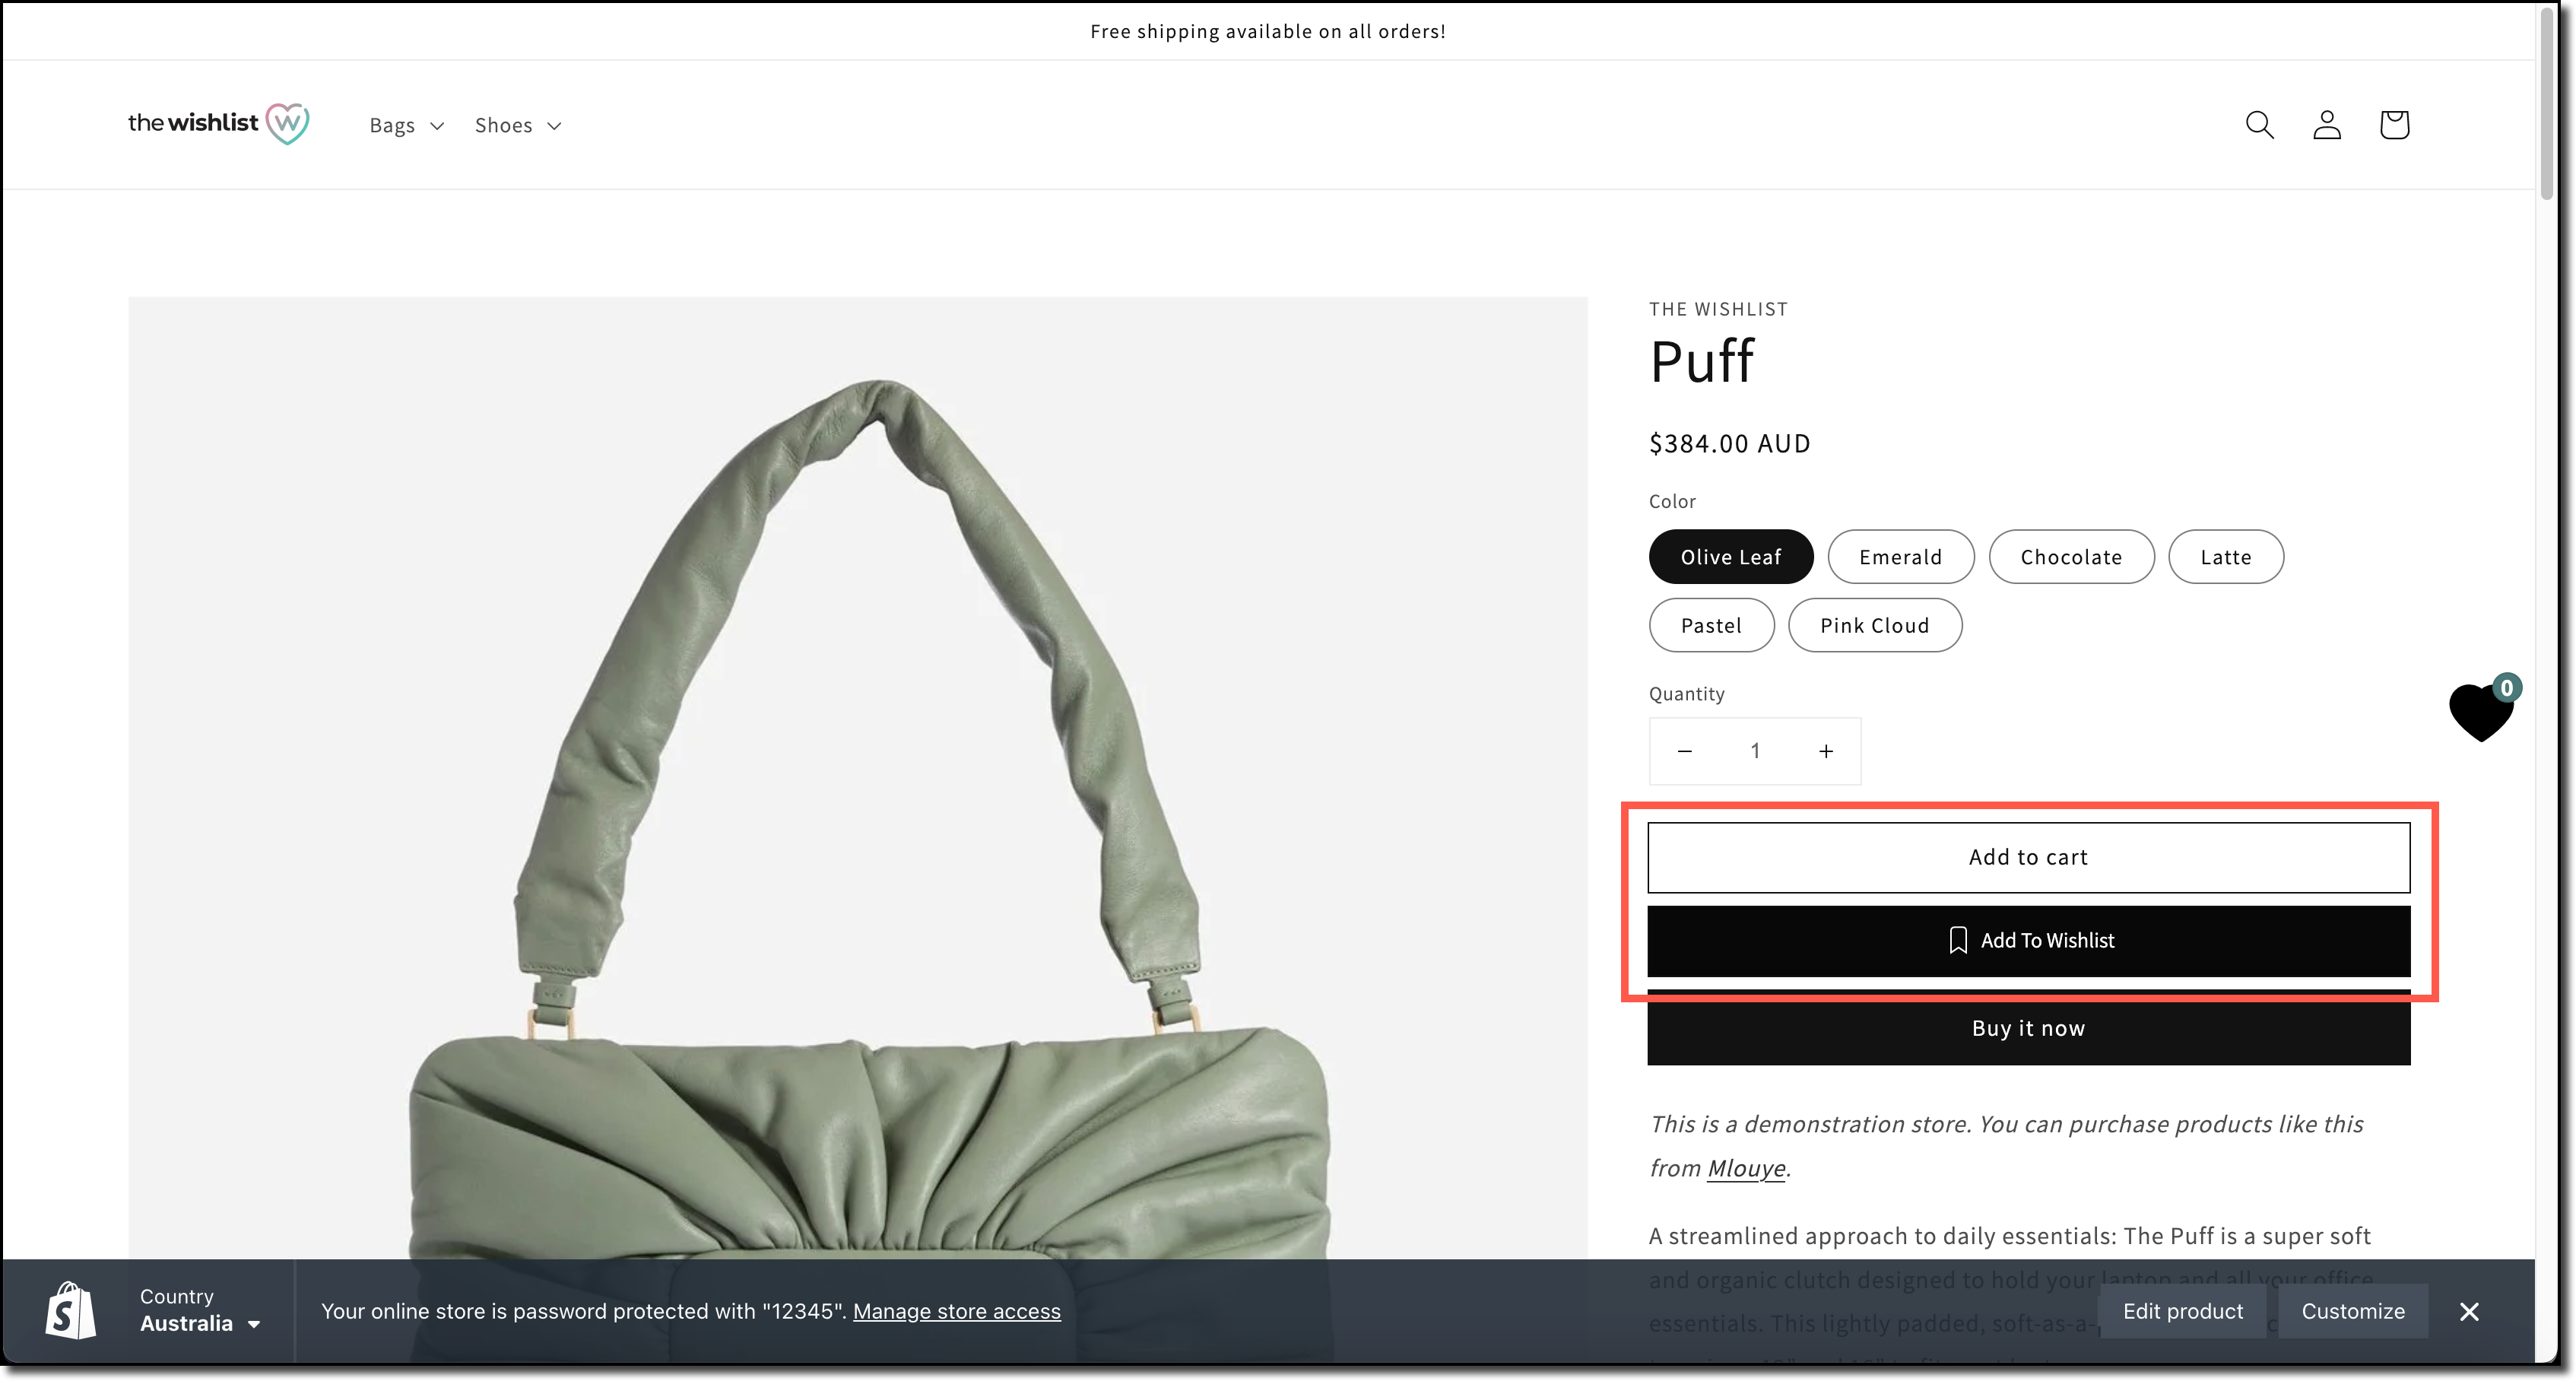 Free shipping available on all orders!
the wishlist W
Bags
Shoes
THE WISHLIST
Puff
$384.00 AUD
Color
Olive Leaf
Emerald
Chocolate
Latte
Pastel
Pink Cloud
Quantity
1
0
Add to cart
Add To Wishlist
Buy it now
This is a demonstration store. You can purchase products like this
from Mlouye.
A streamlined approach to daily essentials: The Puff is a super soft
and organic clutch designed to hold your laptop and all your office
essentials. This lightly padded, soft-as-a-
S
Country
Australia
Your online store is password protected with "12345". Manage store access
Edit product
Customize